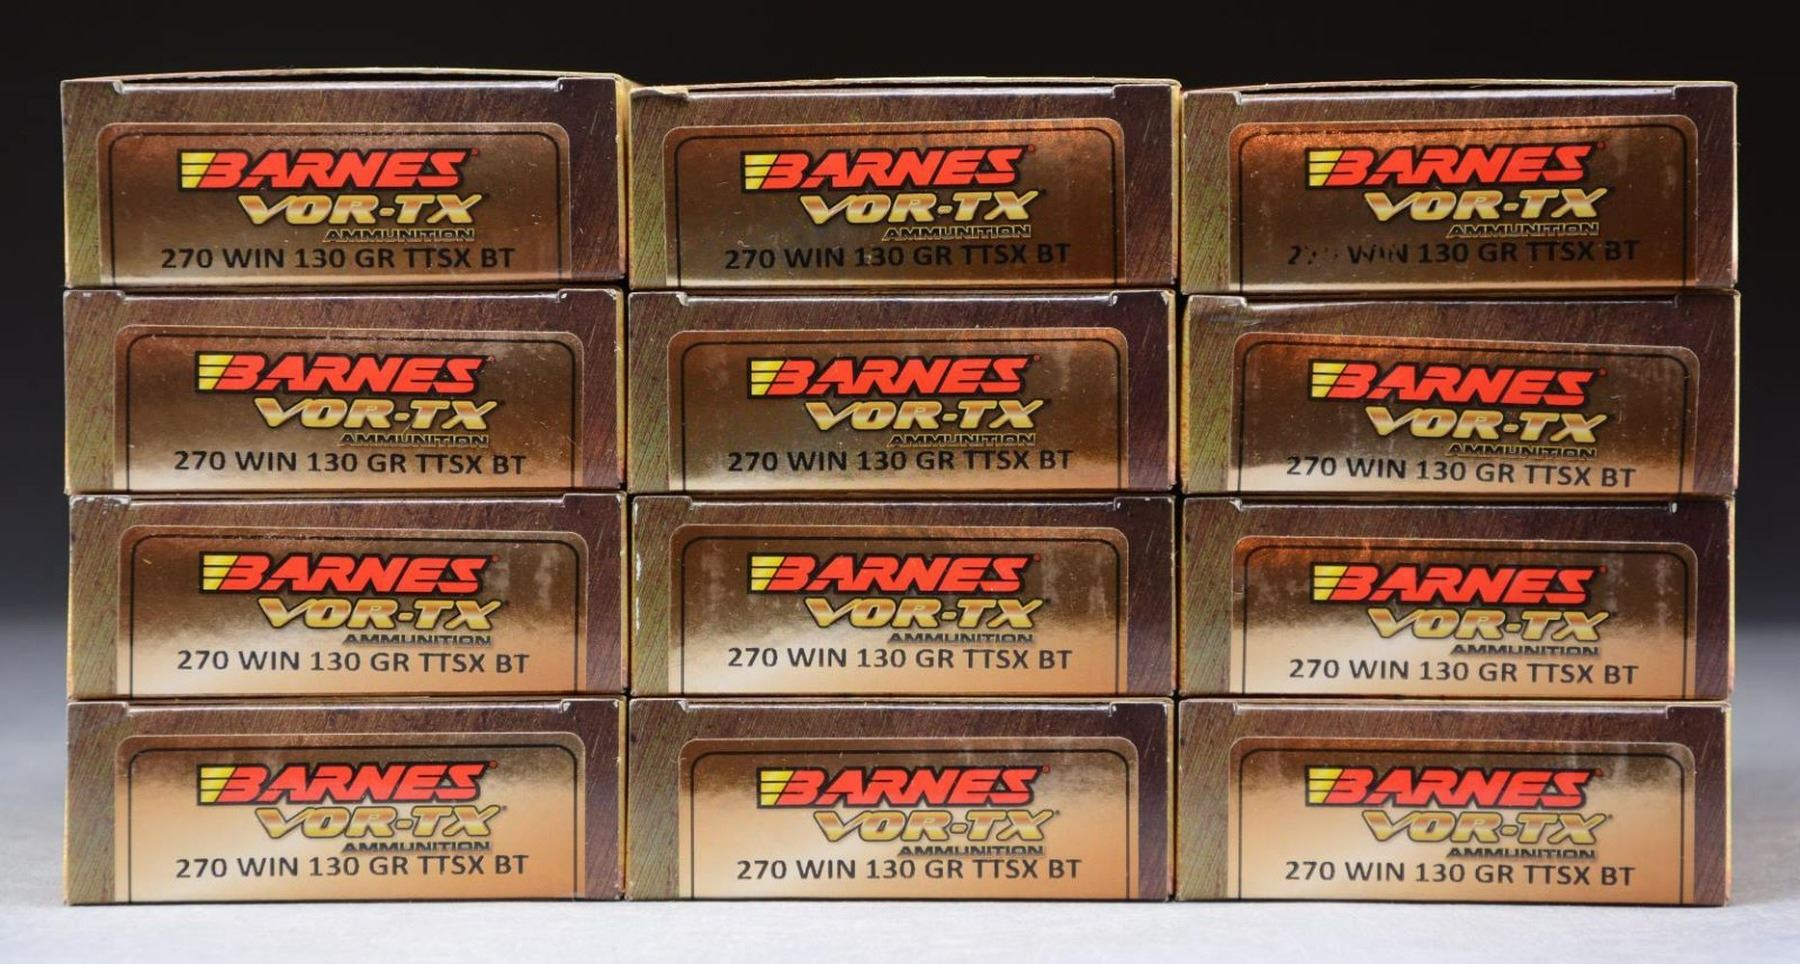 BARNES
VOR-TX
AMMUNITION
270 WIN 130 GR TTSX BT
BARNES
VOR-TX
AMMUNITION
270 WIN 130 GR TTSX BT
BARNES
VOR-TX
AMMUNITION
WIN 130 GR TTSX BT
BARNES
VOR-TX
AMMUNITION
270 WIN 130 GR TTSX BT
BARNES
VOR-TX
AMMUNITION
270 WIN 130 GR TTSX BT
BARNES
VOR-TX
AMMUNITION
270 WIN 130 GR TTSX BT
BARNES
VOR-TX
AMMUNITION
270 WIN 130 GR TTSX BT
BARNES
VOR-TX
AMMUNITION
270 WIN 130 GR TTSX BT
BARNES
VOR-TX
AMMUNITION
270 WIN 130 GR TTSX BT
BARNES
VOR-TX
AMMUNITION
270 WIN 130 GR TTSX BT
BARNES
VOR-TX
AMMUNITION
270 WIN 130 GR TTSX BT
BARNES
VOR-TX
AMMUNITION
270 WIN 130 GR TTSX BT